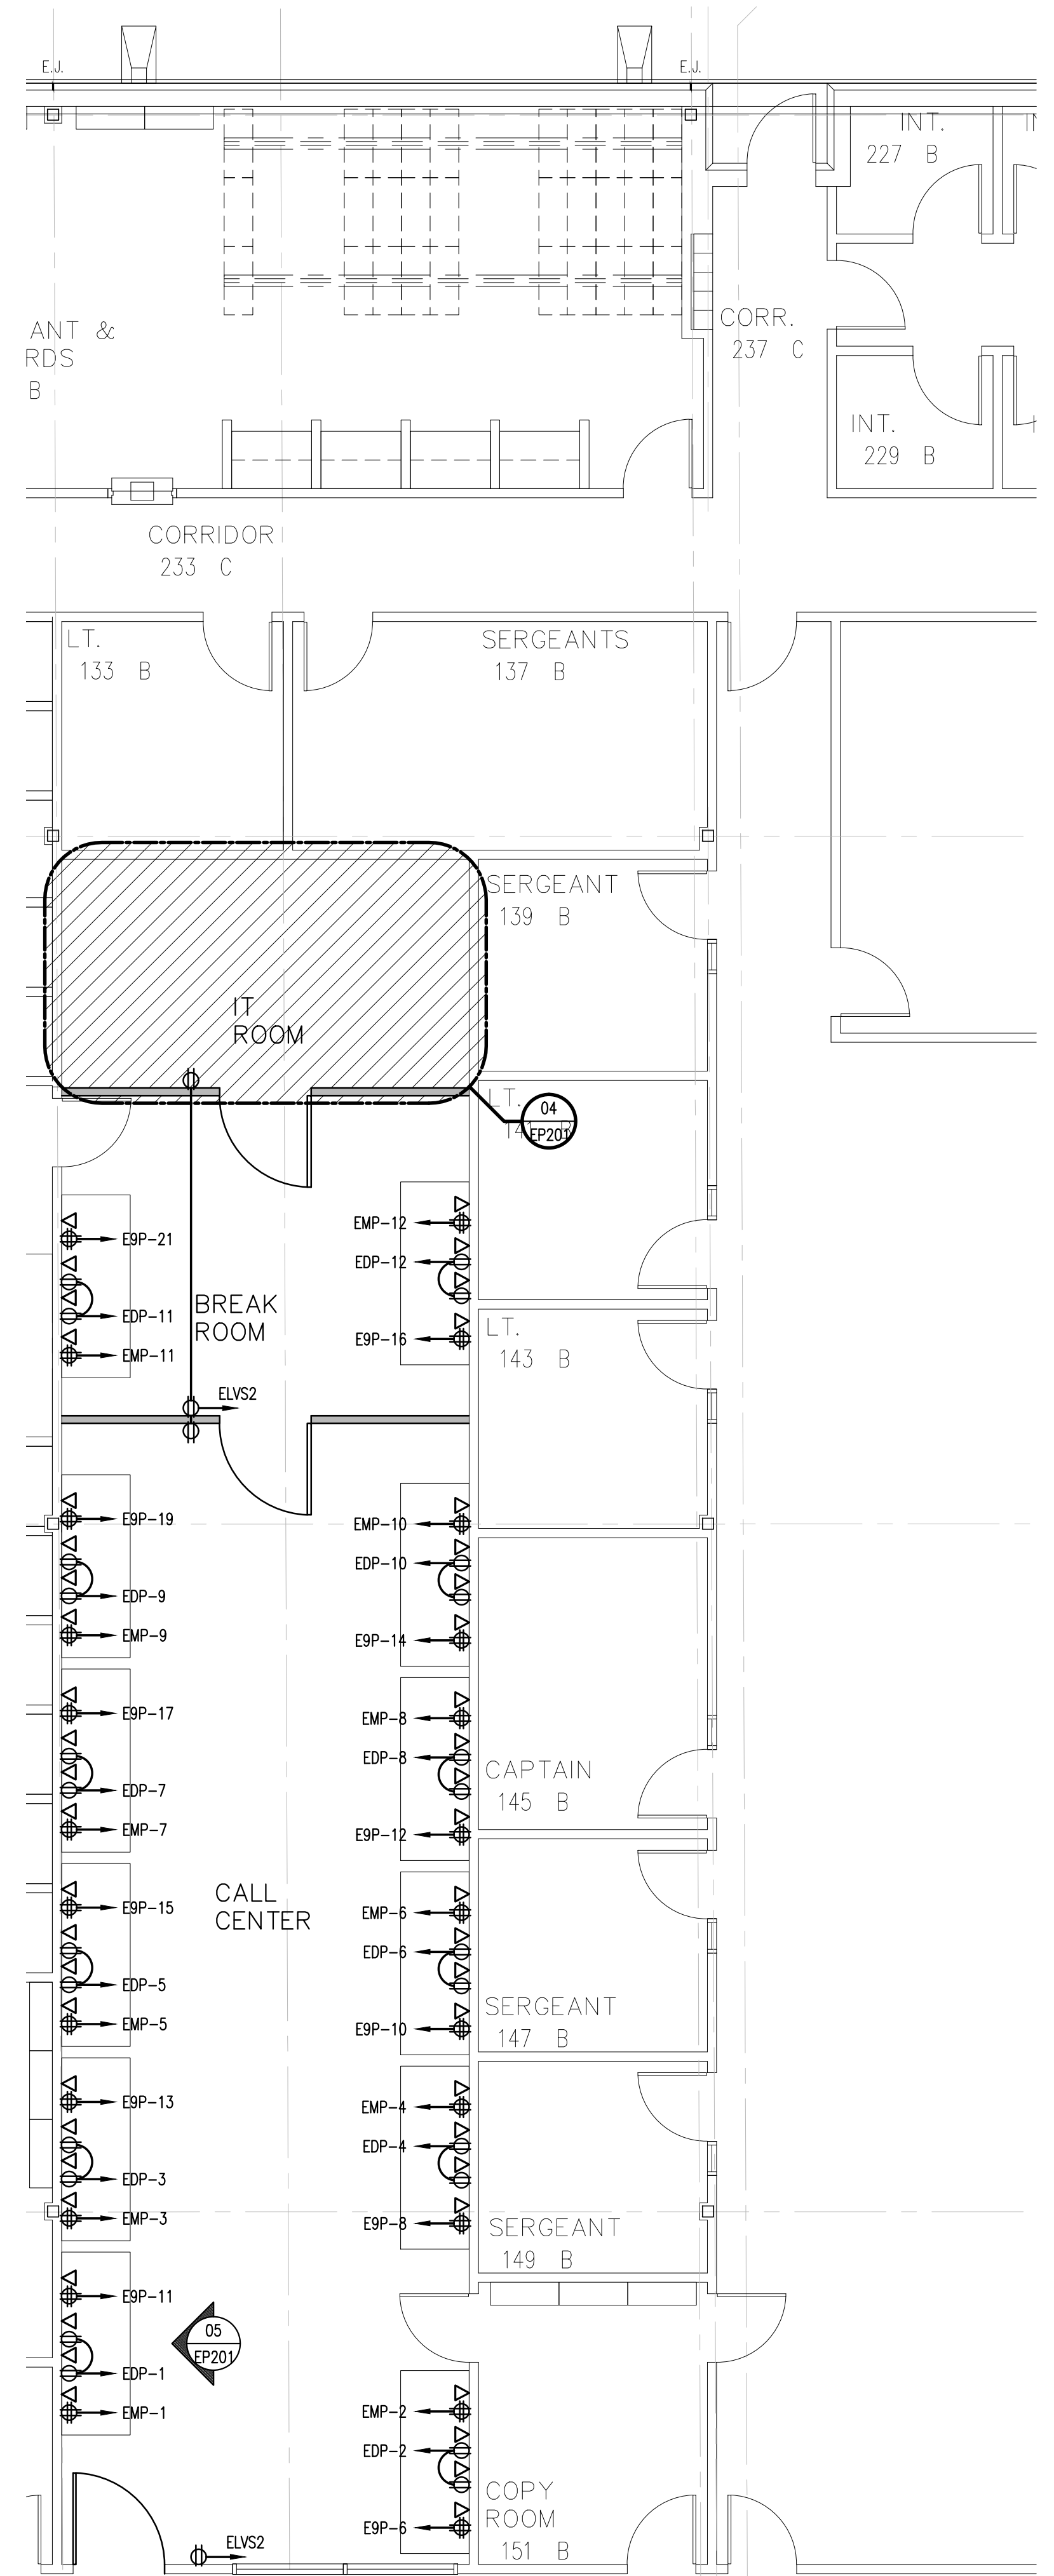 E.J.
E.J.
INT.
227 B
ANT &
RDS
B
CORR.
237 C
INT.
229 B
CORRIDOR
233 C
LT.
133 B
SERGEANTS
137 B
SERGEANT
139 B
IT
ROOM
LT.
141 B
04
EP201
E9P-21
EDP-11
EMP-11
BREAK
ROOM
EMP-12
EDP-12
E9P-16
LT.
143 B
ELVS2
E9P-19
EDP-9
EMP-9
EMP-10
EDP-10
E9P-14
E9P-17
EDP-7
EMP-7
EMP-8
EDP-8
E9P-12
CAPTAIN
145 B
E9P-15
EDP-5
EMP-5
CALL
CENTER
EMP-6
EDP-6
E9P-10
SERGEANT
147 B
E9P-13
EDP-3
EMP-3
EMP-4
EDP-4
E9P-8
SERGEANT
149 B
E9P-11
EDP-1
EMP-1
05
EP201
EMP-2
EDP-2
E9P-6
COPY
ROOM
151 B
ELVS2